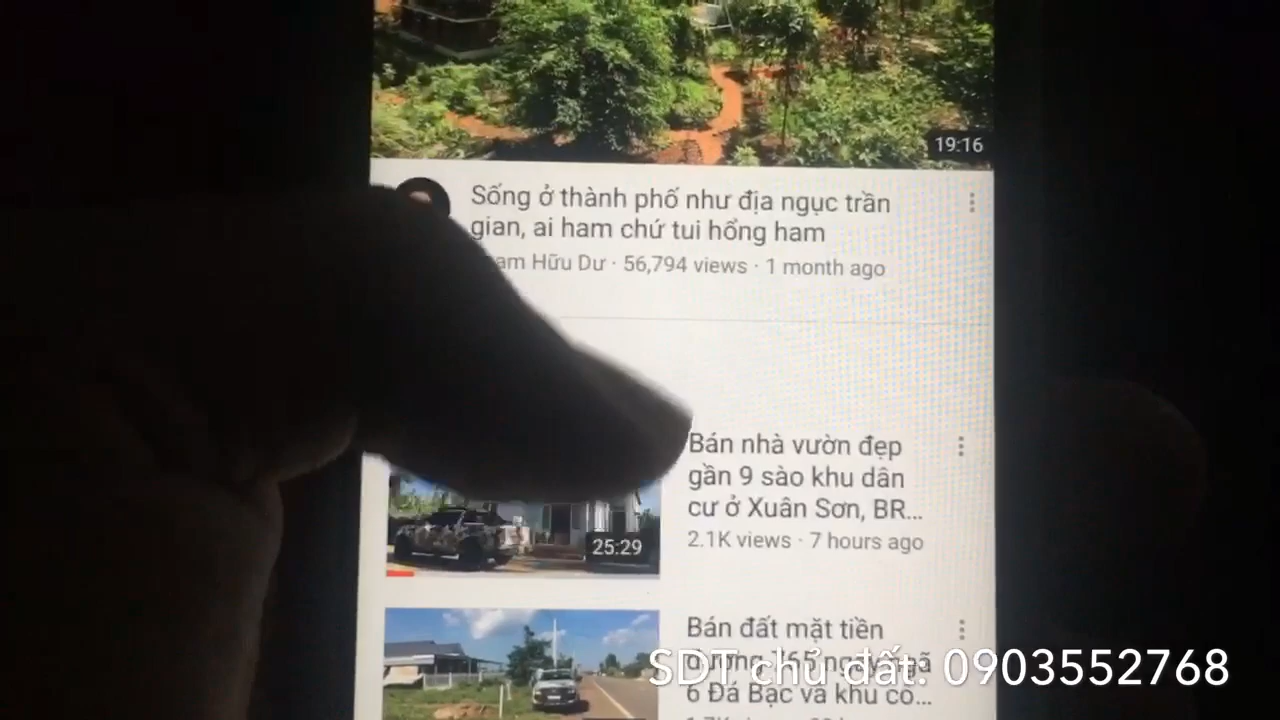 19:16
Sống ở thành phố như địa ngục trần
gian, ai ham chứ tui hổng ham
Hữu Dư · 56,794 views · 1 month ago
Bán nhà vườn đẹp
gần 9 sào khu dân
cư ở Xuân Sơn, BR...
2.1K views · 7 hours ago
25:29
Bán đất mặt tiền
6 Đá Bạc và khu cô...
SDT chủ đất: 0903552768